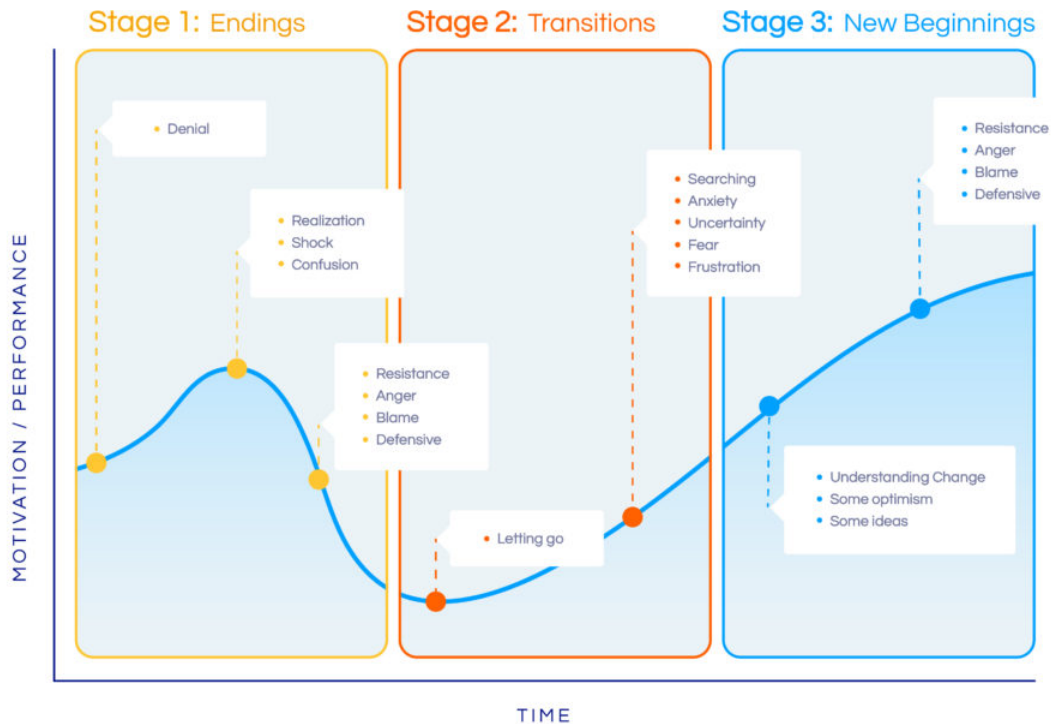 Stage 1: Endings
Stage 2: Transitions
Stage 3: New Beginnings
MOTIVATION / PERFORMANCE
• Denial
• Realization
• Shock
• Confusion
• Resistance
• Anger
• Blame
• Defensive
• Letting go
• Searching
• Anxiety
• Uncertainty
• Fear
• Frustration
• Understanding Change
• Some optimism
• Some ideas
• Resistance
• Anger
• Blame
• Defensive
TIME